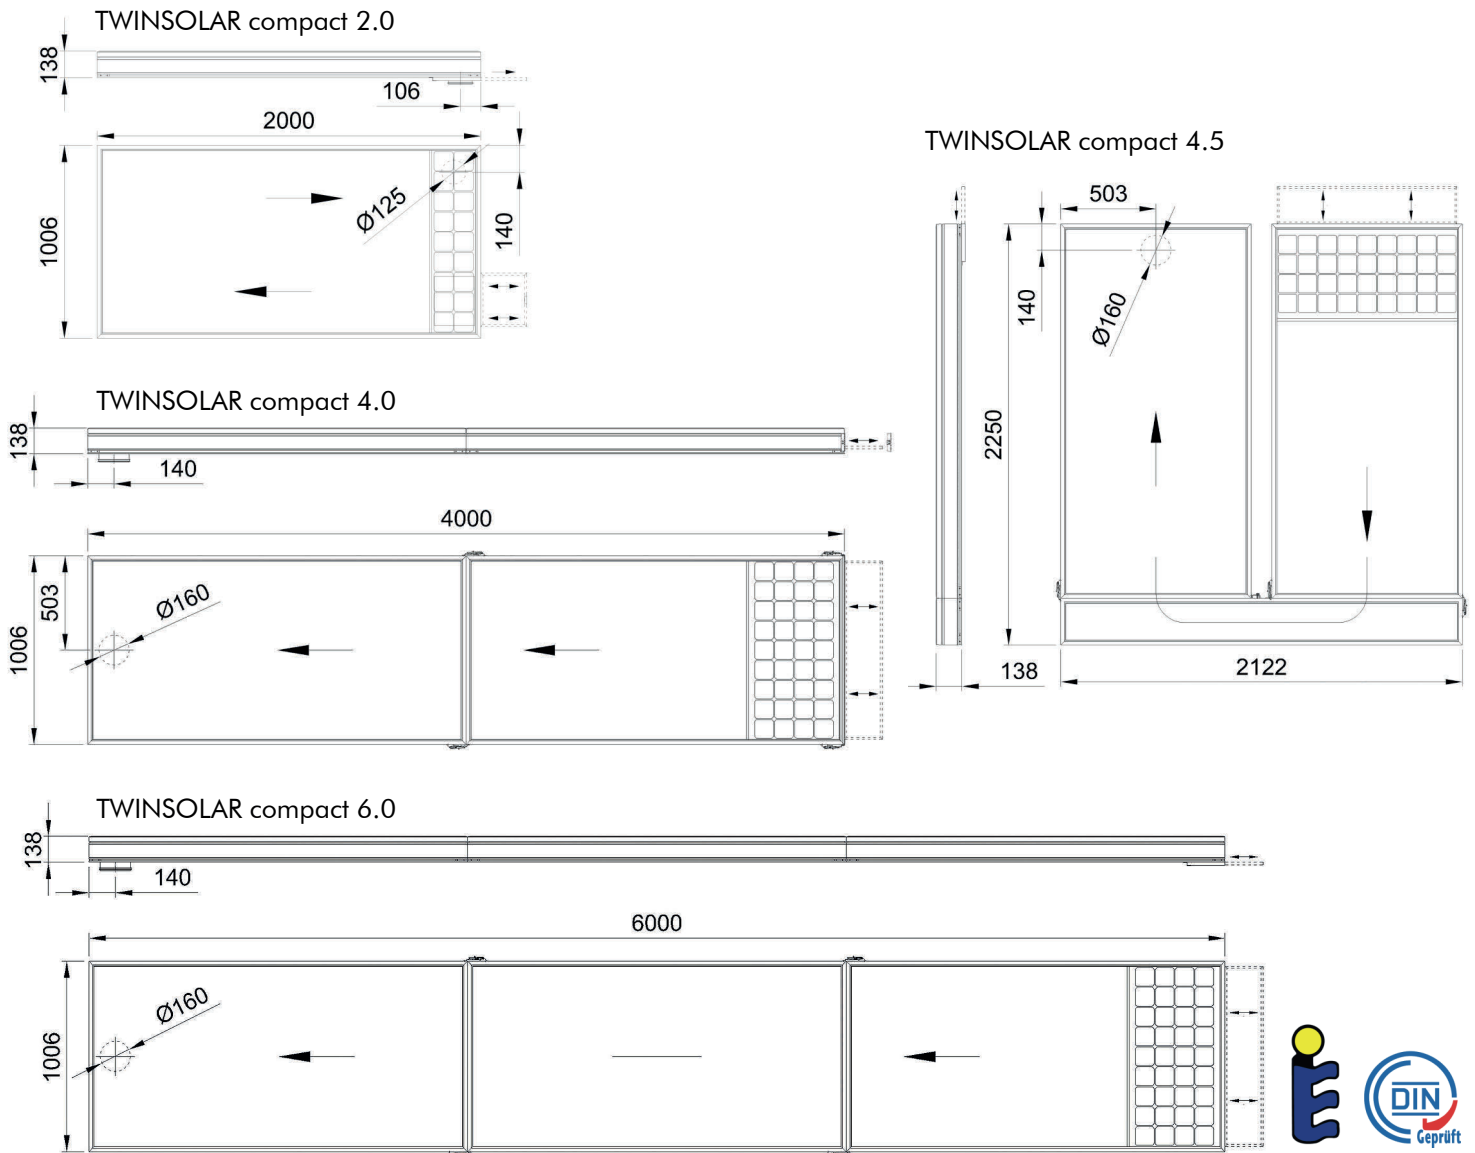 TWINSOLAR compact 2.0
138
106
2000
1006
Ø125
140
TWINSOLAR compact 4.5
503
140
Ø160
2250
138
2122
TWINSOLAR compact 4.0
138
140
4000
503
1006
Ø160
TWINSOLAR compact 6.0
138
140
6000
1006
Ø160
DIN
Geprüft